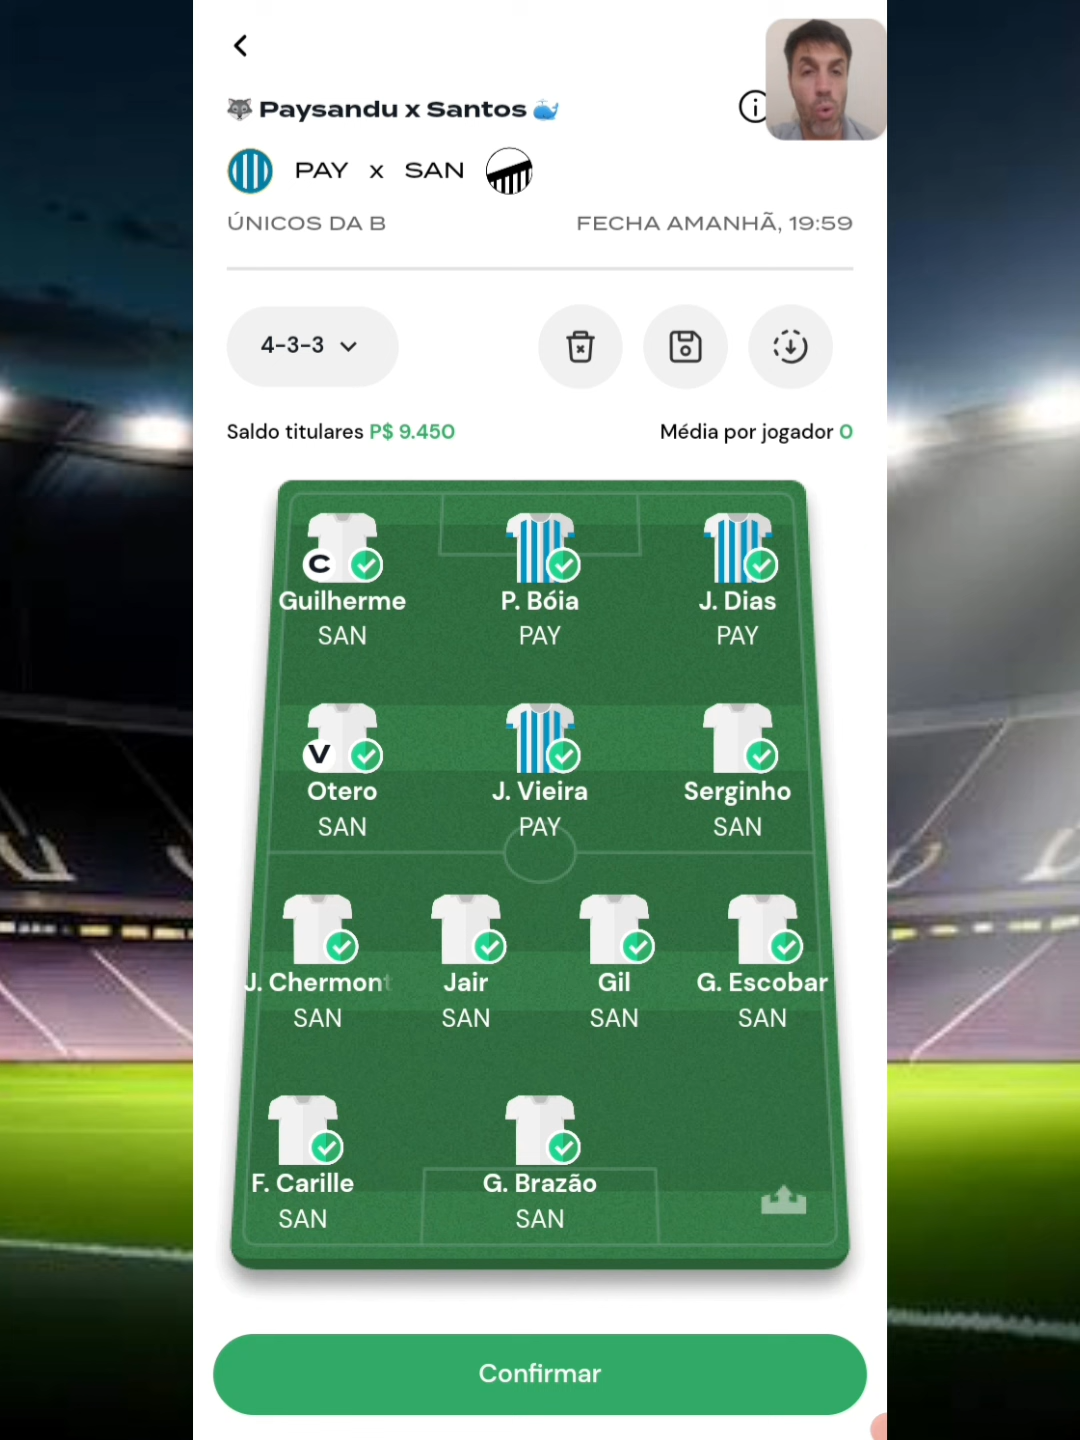 Paysandu x Santos
PAY x SAN
ÚNICOS DA B
FECHA AMANHÃ, 19:59
4-3-3
Saldo titulares P$ 9.450
Média por jogador 0
C
Guilherme
SAN
P. Bóia
PAY
J. Dias
PAY
V
Otero
SAN
J. Vieira
PAY
Serginho
SAN
J. Chermont
SAN
Jair
SAN
Gil
SAN
G. Escobar
SAN
F. Carille
SAN
G. Brazão
SAN
Confirmar